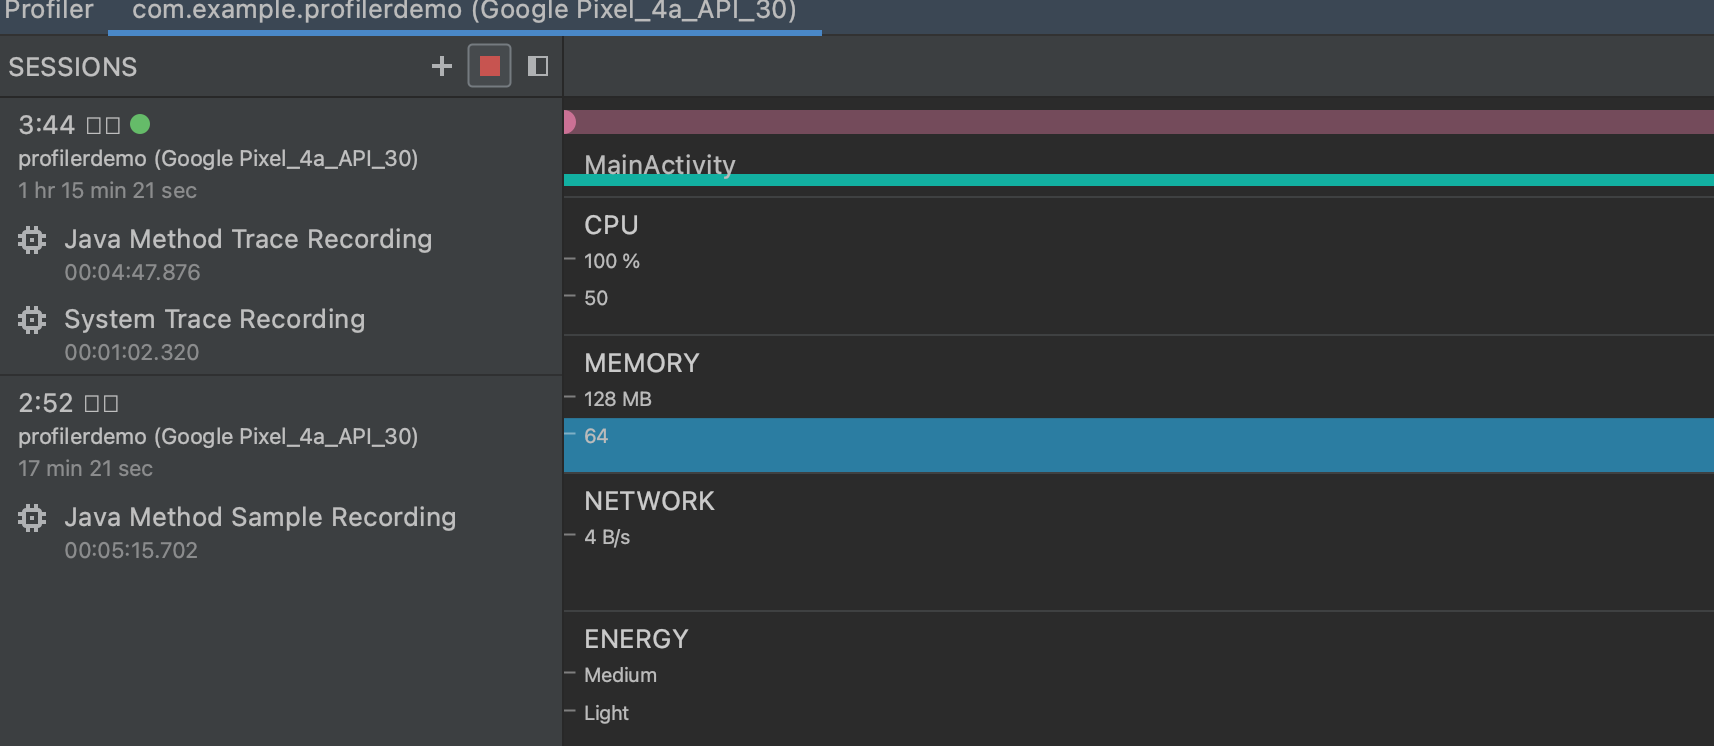 Profiler com.example.profilerdemo (Google Pixel_4a_API_30)
SESSIONS
3:44
profilerdemo (Google Pixel_4a_API_30)
1 hr 15 min 21 sec
Java Method Trace Recording
00:04:47.876
System Trace Recording
00:01:02.320
2:52
profilerdemo (Google Pixel_4a_API_30)
17 min 21 sec
Java Method Sample Recording
00:05:15.702
MainActivity
CPU
100 %
50
MEMORY
128 MB
64
NETWORK
4 B/s
ENERGY
Medium
Light